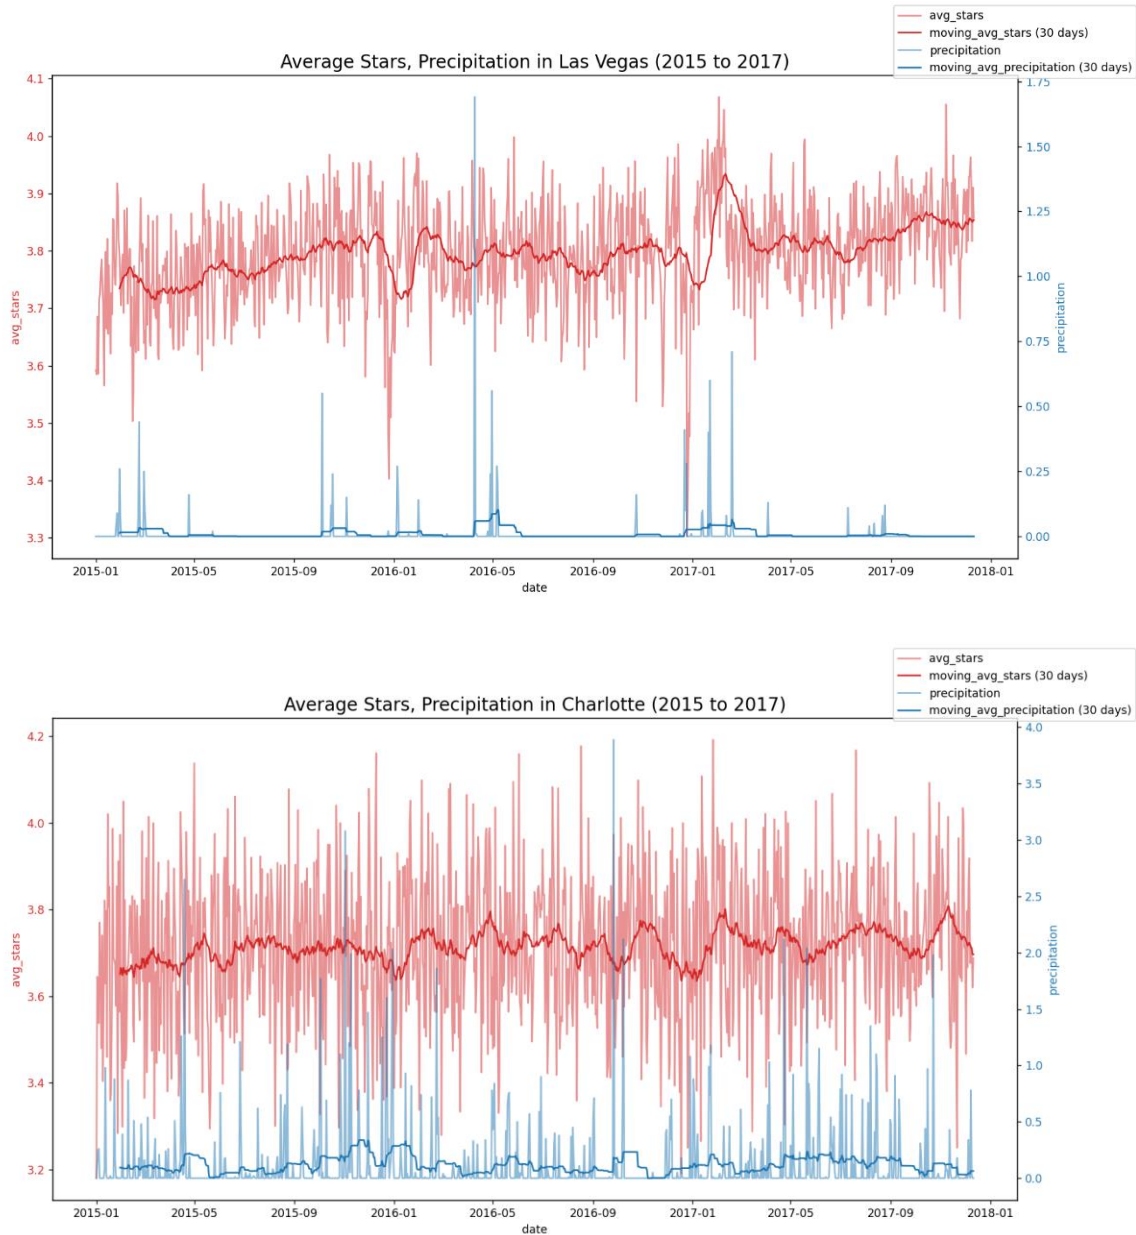 avg_stars
moving_avg_stars (30 days)
precipitation
moving_avg_precipitation (30 days)
Average Stars, Precipitation in Las Vegas (2015 to 2017)
4.1
4.0
3.9
3.8
3.7
3.6
3.5
3.4
3.3
avg_stars
1.75
1.50
1.25
1.00
0.75
0.50
0.25
0.00
precipitation
2015-01 2015-05 2015-09 2016-01 2016-05 2016-09 2017-01 2017-05 2017-09 2018-01
date
avg_stars
moving_avg_stars (30 days)
precipitation
moving_avg_precipitation (30 days)
Average Stars, Precipitation in Charlotte (2015 to 2017)
4.2
4.0
3.8
3.6
3.4
3.2
avg_stars
4.0
3.5
3.0
2.5
2.0
1.5
1.0
0.5
0.0
precipitation
2015-01 2015-05 2015-09 2016-01 2016-05 2016-09 2017-01 2017-05 2017-09 2018-01
date